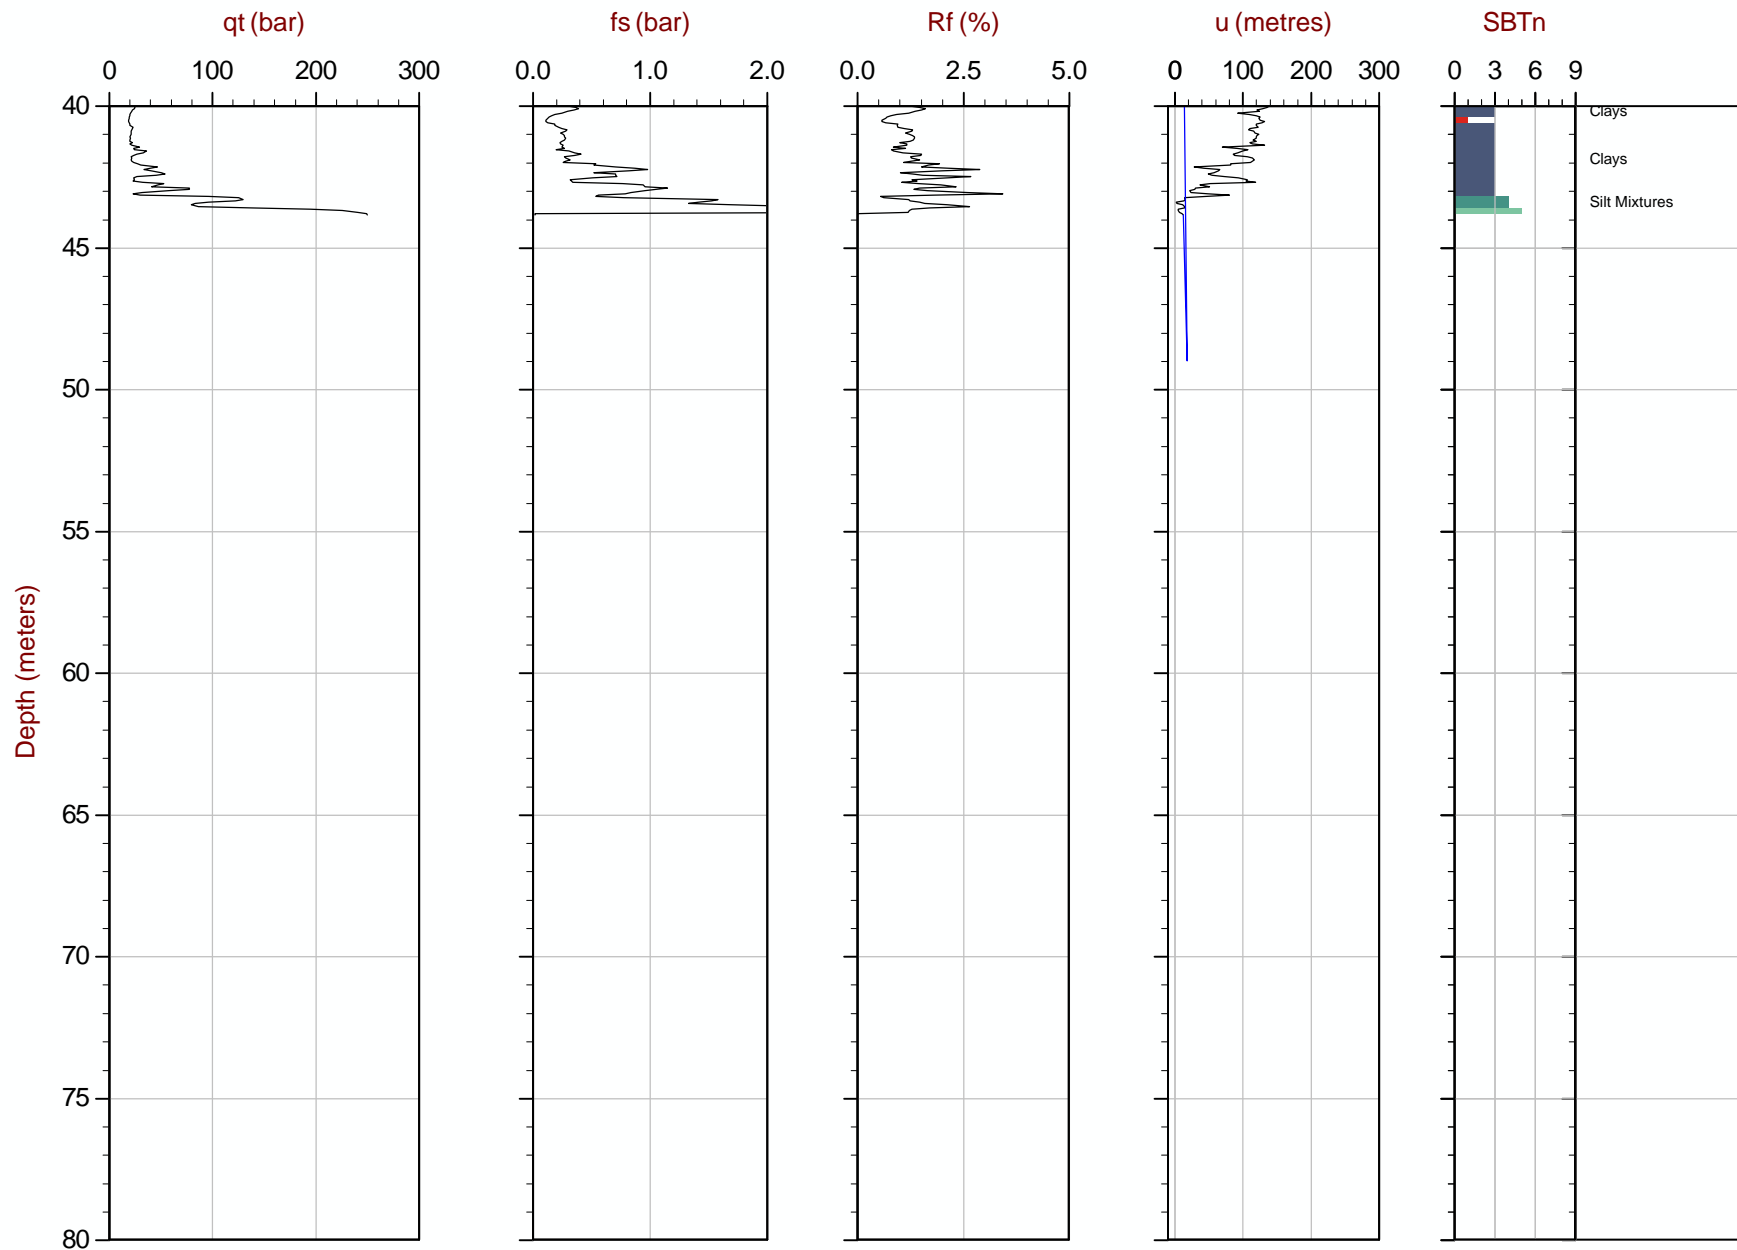 qt (bar) fs (bar) Rf (%) u (metres) SBTn
0 100 200 300 0.0 1.0 2.0 0.0 2.5 5.0 0 100 200 300 0 3 6 9
40
Clays
Clays
Silt Mixtures
45
50
55
60
65
70
75
80
Depth (meters)